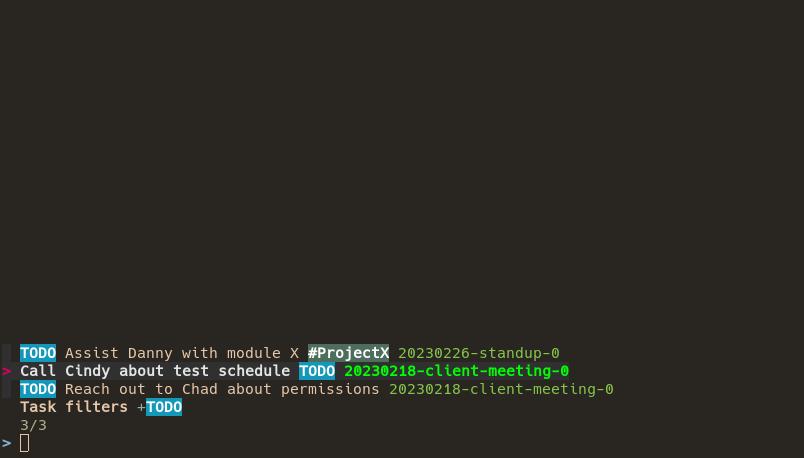 TODO Assist Danny with module X #ProjectX 20230226-standup-0
> Call Cindy about test schedule TODO 20230218-client-meeting-0
TODO Reach out to Chad about permissions 20230218-client-meeting-0
Task filters +TODO
3/3
>